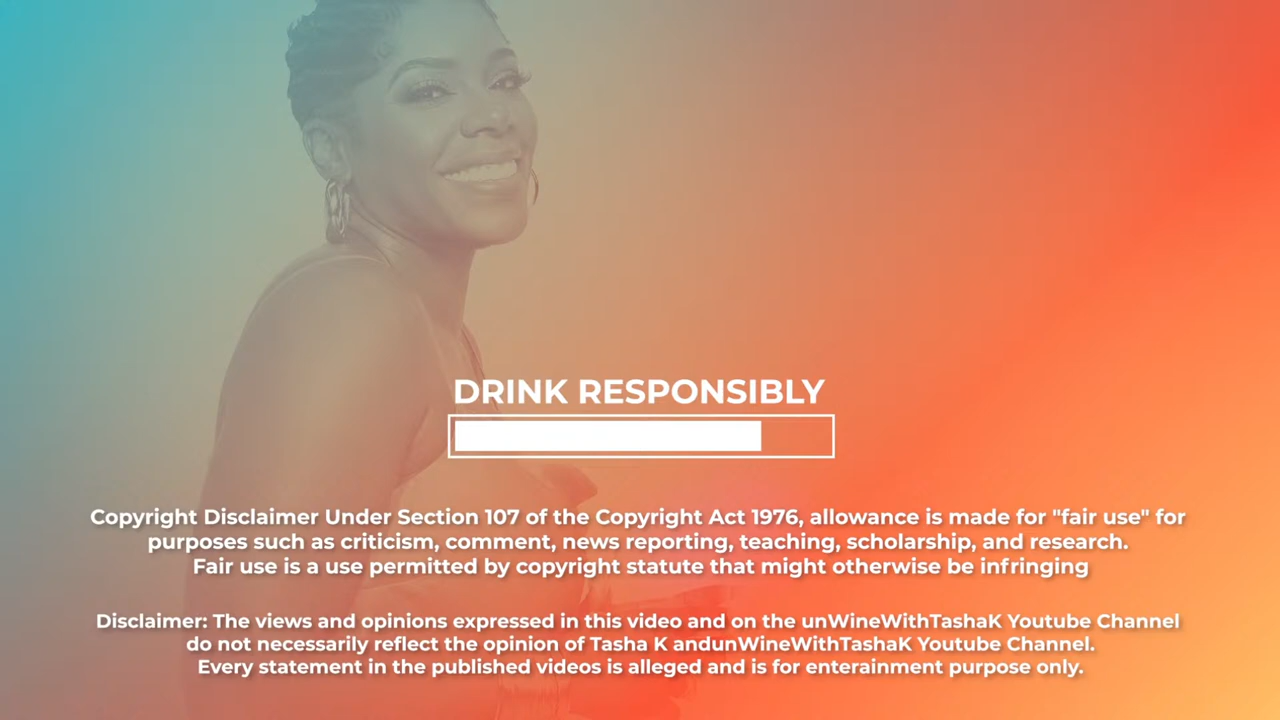 DRINK RESPONSIBLY
Copyright Disclaimer Under Section 107 of the Copyright Act 1976, allowance is made for "fair use" for
purposes such as criticism, comment, news reporting, teaching, scholarship, and research.
Fair use is a use permitted by copyright statute that might otherwise be infringing
Disclaimer: The views and opinions expressed in this video and on the unWineWithTashaK Youtube Channel
do not necessarily reflect the opinion of Tasha K andunWineWithTashaK Youtube Channel.
Every statement in the published videos is alleged and is for enterainment purpose only.